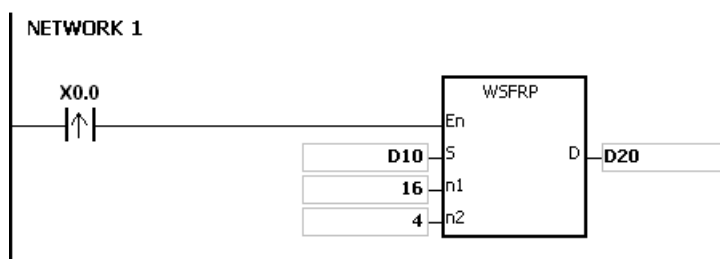 NETWORK 1
X0.0
WSFRP
En
D10 S D D20
16 n1
4 n2